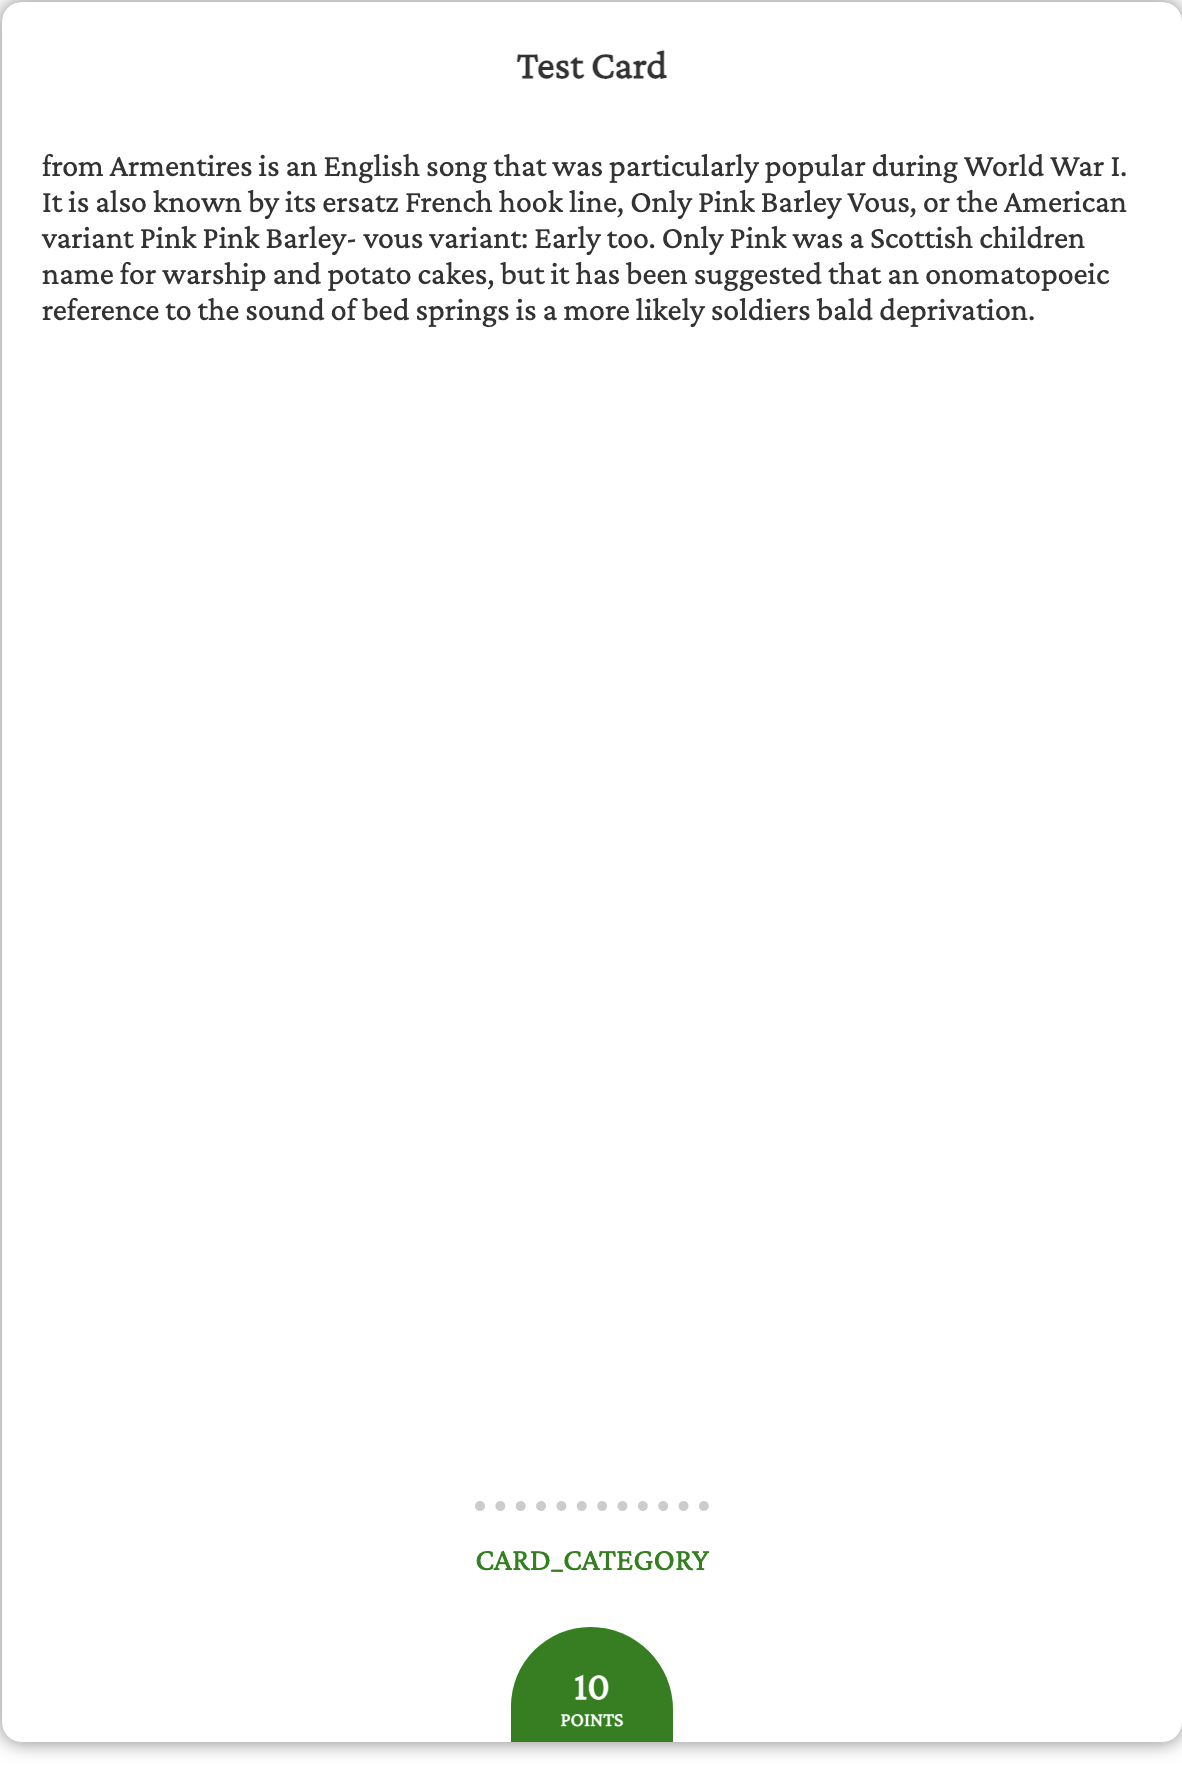 Test Card
from Armentires is an English song that was particularly popular during World War I.
It is also known by its ersatz French hook line, Only Pink Barley Vous, or the American
variant Pink Pink Barley- vous variant: Early too. Only Pink was a Scottish children
name for warship and potato cakes, but it has been suggested that an onomatopoeic
reference to the sound of bed springs is a more likely soldiers bald deprivation.
CARD_CATEGORY
10
POINTS